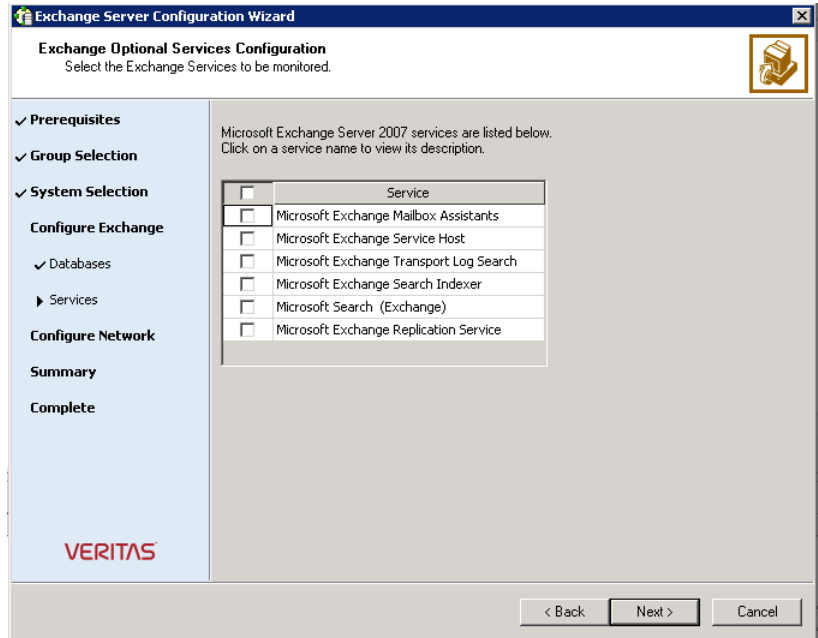 Exchange Server Configuration Wizard
Exchange Optional Services Configuration
Select the Exchange Services to be monitored.
Prerequisites
Group Selection
System Selection
Configure Exchange
Databases
Services
Configure Network
Summary
Complete
VERITAS
Microsoft Exchange Server 2007 services are listed below.
Click on a service name to view its description.
Service
Microsoft Exchange Mailbox Assistants
Microsoft Exchange Service Host
Microsoft Exchange Transport Log Search
Microsoft Exchange Search Indexer
Microsoft Search (Exchange)
Microsoft Exchange Replication Service
< Back Next > Cancel